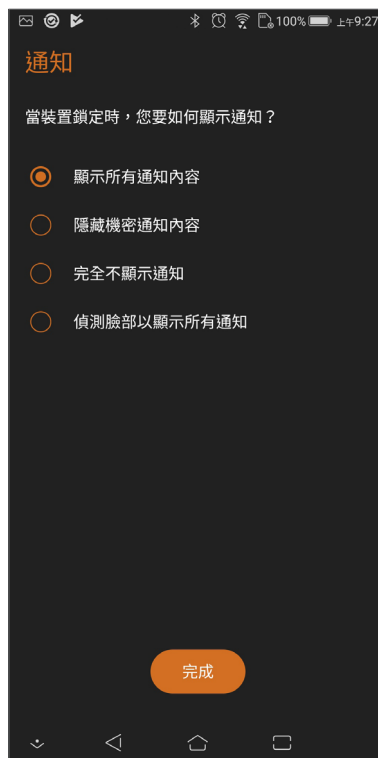 100% 上午9:27
通知
當裝置鎖定時，您要如何顯示通知？
顯示所有通知內容
隱藏機密通知內容
完全不顯示通知
偵測臉部以顯示所有通知
完成